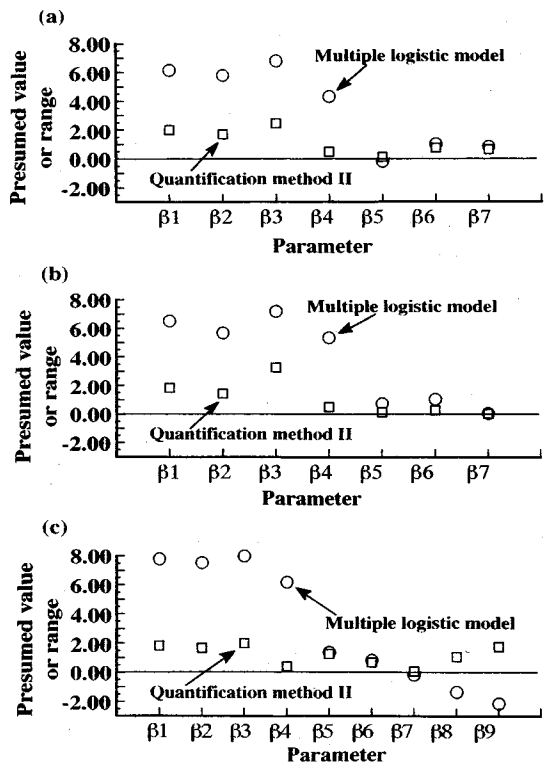 (a)
Presumed value
or range
8.00
6.00
4.00
2.00
0.00
-2.00
Multiple logistic model
Quantification method II
β1 β2 β3 β4 β5 β6 β7
Parameter
(b)
Presumed value
or range
8.00
6.00
4.00
2.00
0.00
-2.00
Multiple logistic model
Quantification method II
β1 β2 β3 β4 β5 β6 β7
Parameter
(c)
Presumed value
or range
8.00
6.00
4.00
2.00
0.00
-2.00
Multiple logistic model
Quantification method II
β1 β2 β3 β4 β5 β6 β7 β8 β9
Parameter